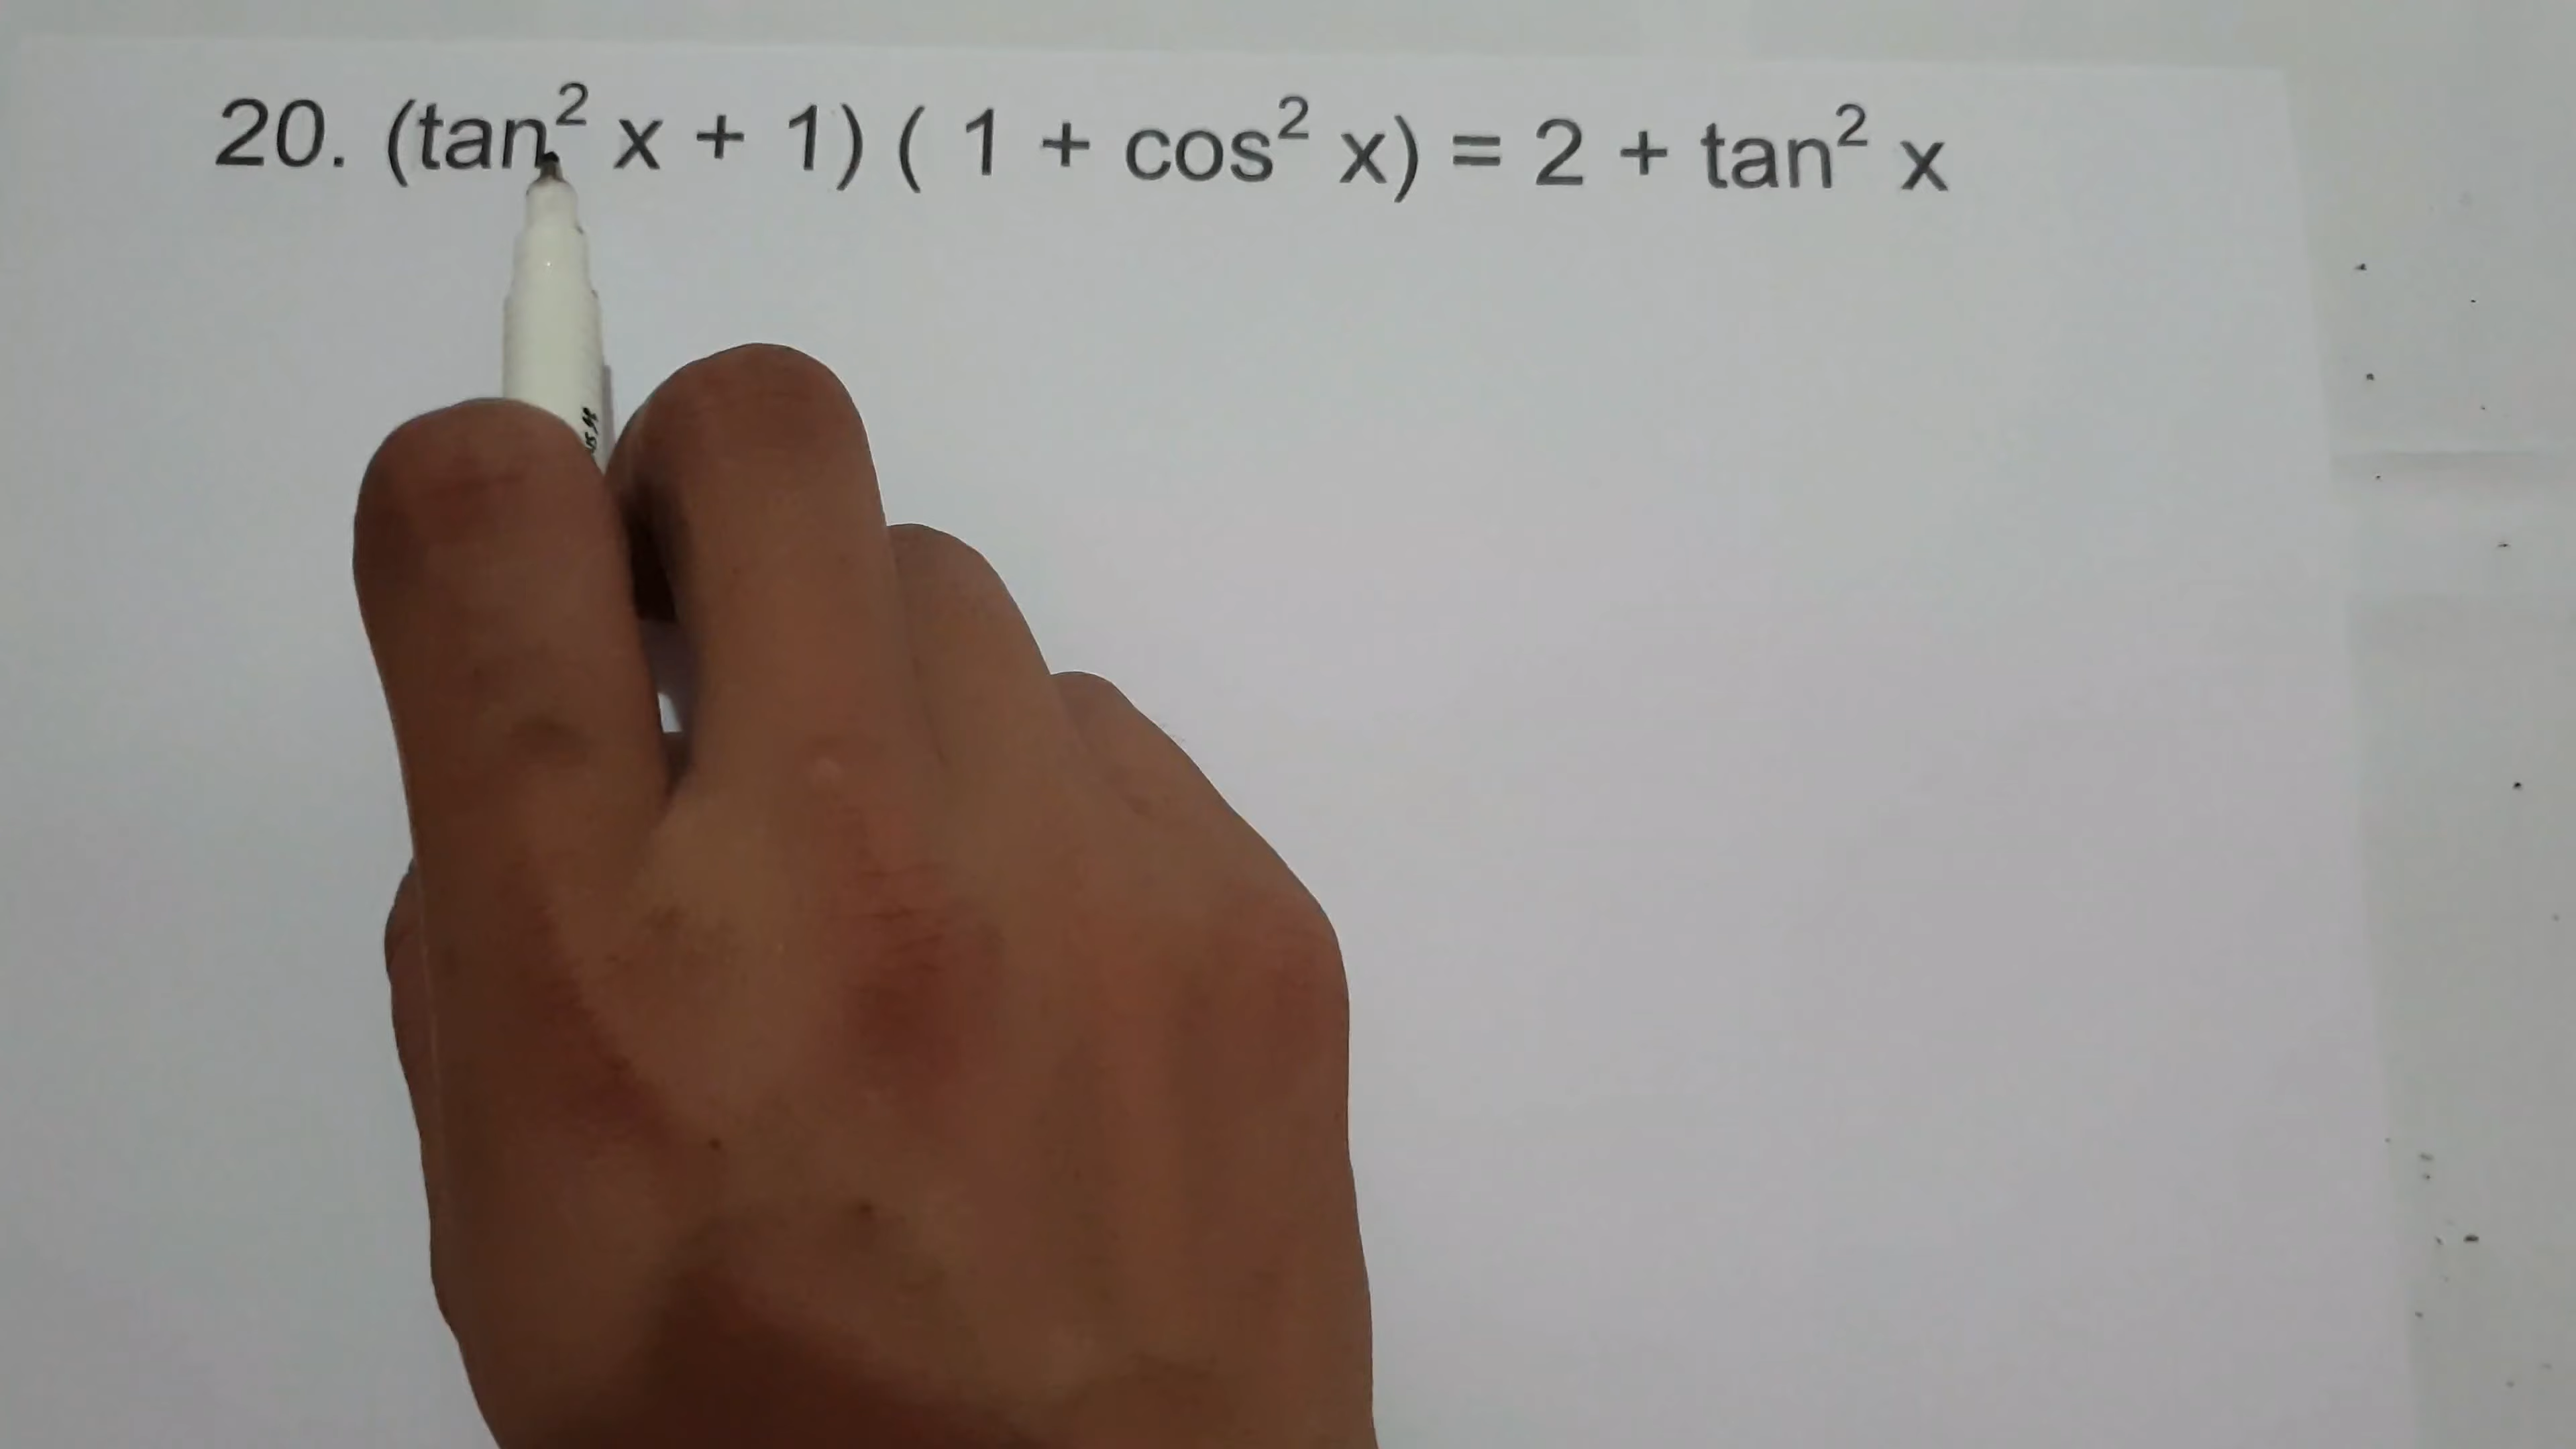 20. (tan² x + 1) ( 1 + cos² x) = 2 + tan² x